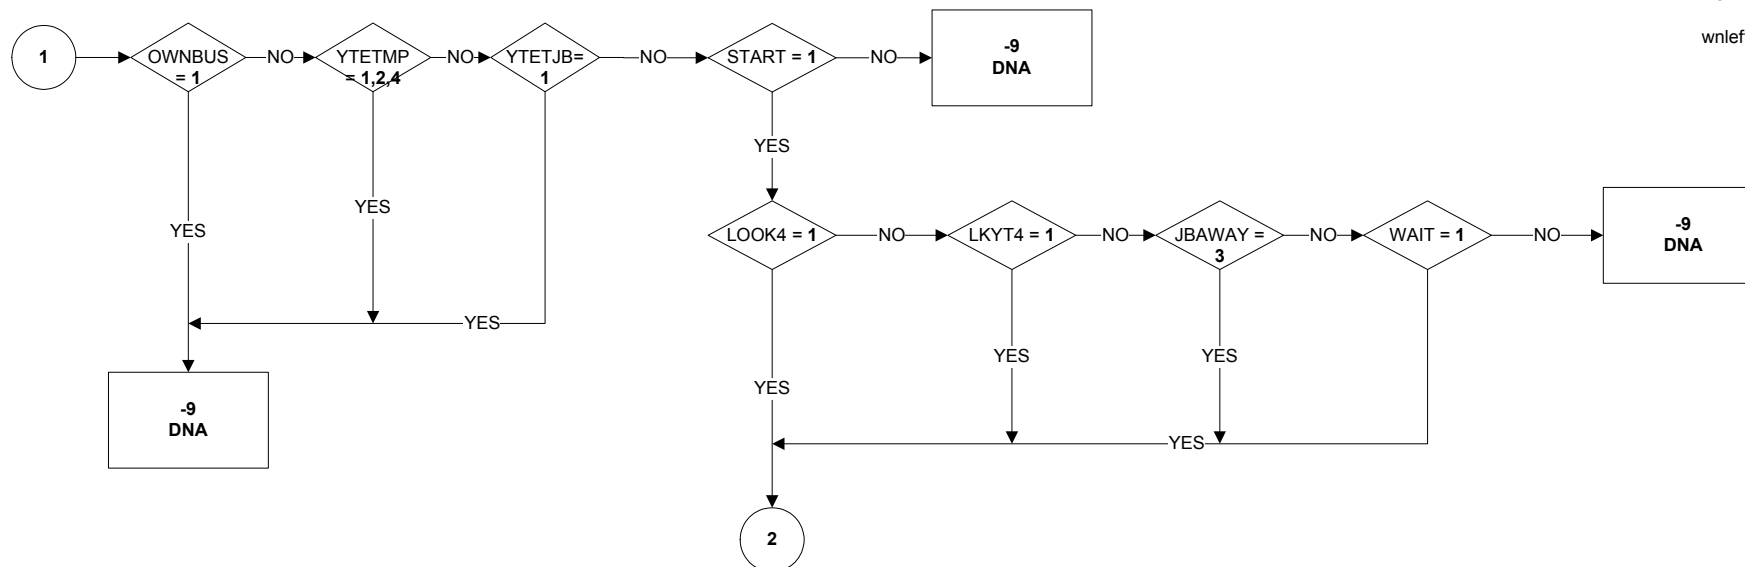 wnlef
1
OWNBUS
= 1
NO
YTETMP
= 1,2,4
NO
YTETJB=
1
NO
START = 1
NO
-9
DNA
YES
YES
YES
LOOK4 = 1
NO
LKYT4 = 1
NO
JBAWAY =
3
NO
WAIT = 1
NO
-9
DNA
YES
YES
YES
YES
YES
-9
DNA
2